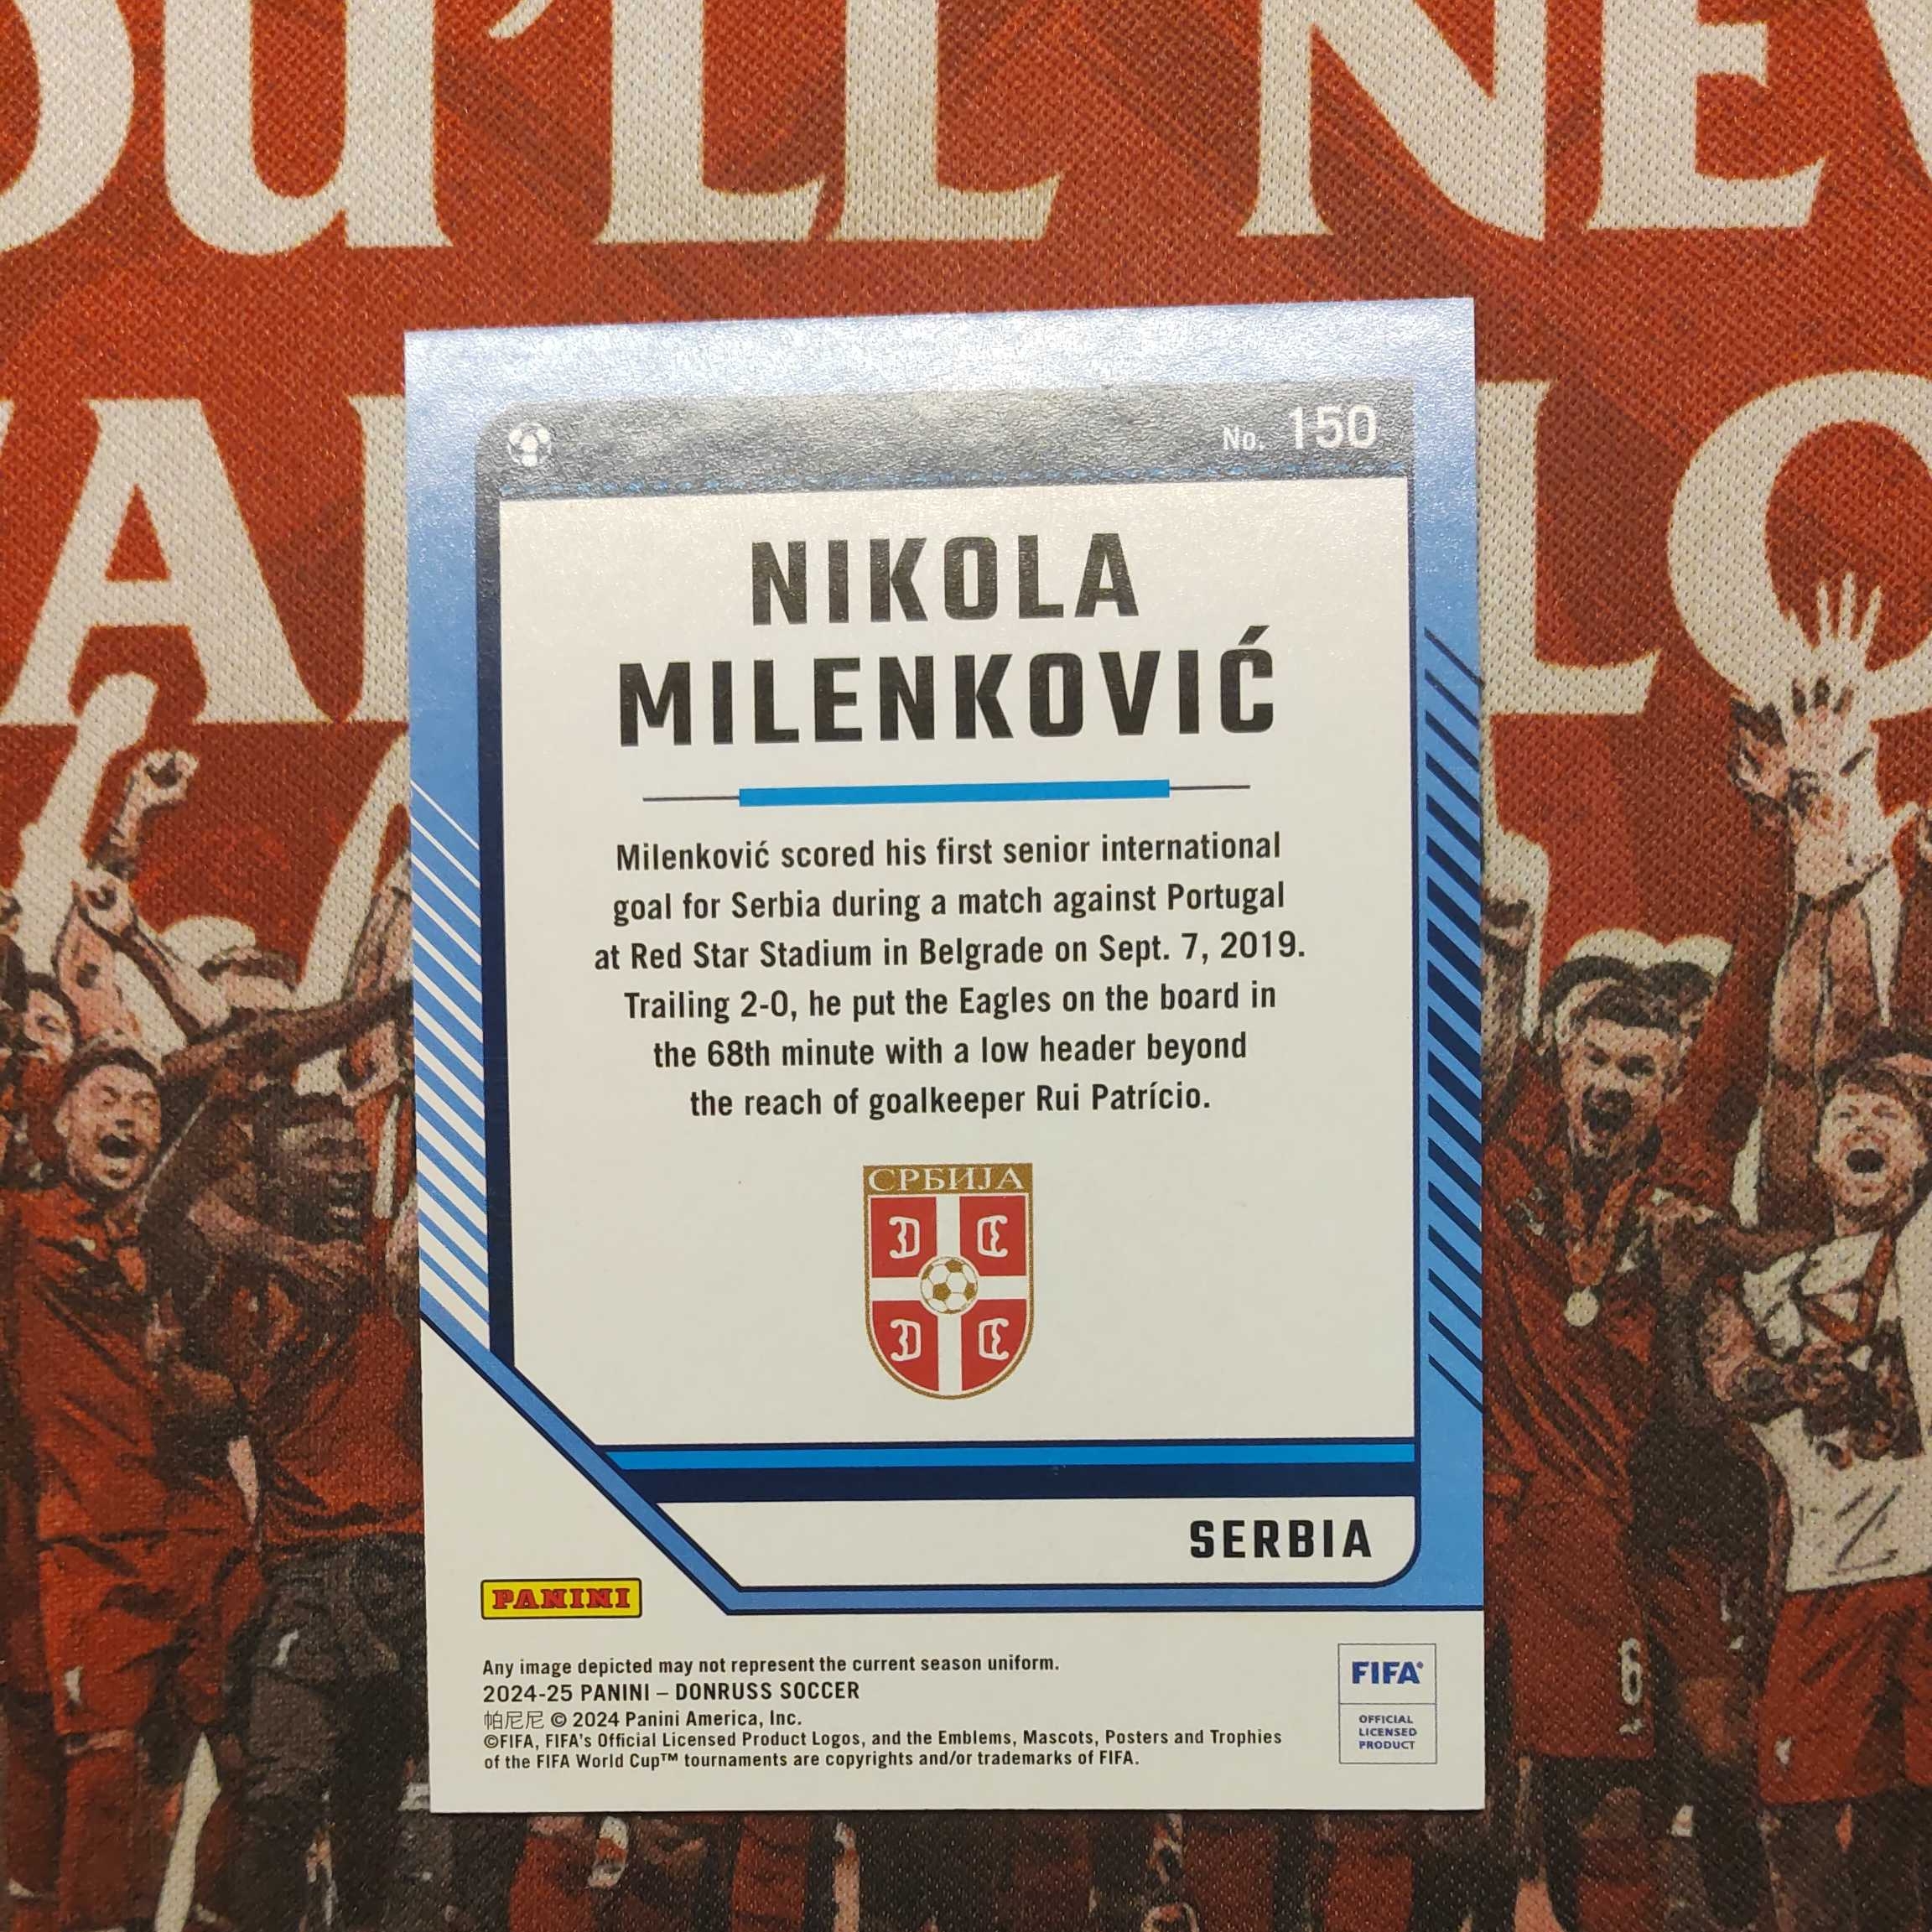 OU'LL NEV
No. 150
NIKOLA
MILENKOVIĆ
Milenković scored his first senior international
goal for Serbia during a match against Portugal
at Red Star Stadium in Belgrade on Sept. 7, 2019.
Trailing 2-0, he put the Eagles on the board in
the 68th minute with a low header beyond
the reach of goalkeeper Rui Patrício.
СРБИЈА
SERBIA
PANINI
Any image depicted may not represent the current season uniform.
2024-25 PANINI – DONRUSS SOCCER
帕尼尼 © 2024 Panini America, Inc.
©FIFA, FIFA's Official Licensed Product Logos, and the Emblems, Mascots, Posters and Trophies
of the FIFA World Cup™ tournaments are copyrights and/or trademarks of FIFA.
FIFA®
OFFICIAL
LICENSED
PRODUCT
6